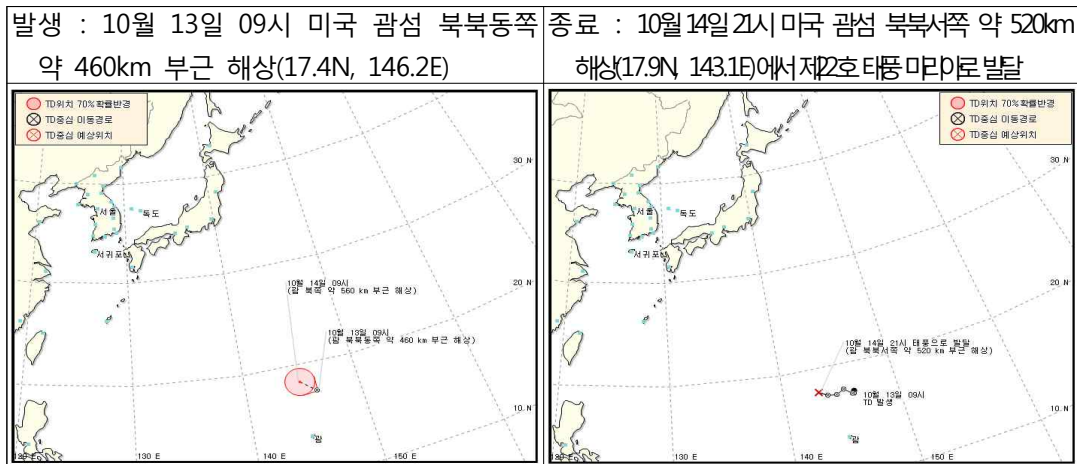 발생 : 10월 13일 09시 미국 괌섬 북북동쪽
약 460km 부근 해상(17.4N, 146.2E)
종료 : 10월 14일 21시 미국 괌섬 북북서쪽 약 520km
해상(17.9N, 143.1E)에서 제22호 태풍 마리아로 발달
TD위치 70%확률반경
TD중심 이동경로
TD중심 예상위치
30 N
서울
독도
서귀포
20 N
10월 14일 09시
(괌 북쪽 약 560 km 부근 해상)
10월 13일 09시
(괌 북북동쪽 약 460 km 부근 해상)
10 N
괌
120 E
130 E
140 E
150 E
TD위치 70%확률반경
TD중심 이동경로
TD중심 예상위치
30 N
서울
독도
서귀포
20 N
10월 14일 21시 태풍으로 발달
(괌 북북서쪽 약 520 km 부근 해상)
10월 13일 09시
TD 발생
10 N
괌
120 E
130 E
140 E
150 E